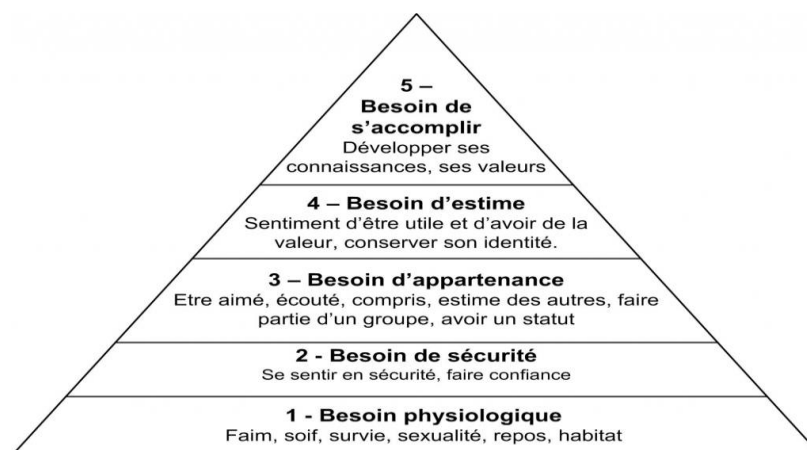 5 –
Besoin de
s'accomplir
Développer ses
connaissances, ses valeurs
4 – Besoin d'estime
Sentiment d'être utile et d'avoir de la
valeur, conserver son identité.
3 – Besoin d'appartenance
Etre aimé, écouté, compris, estime des autres, faire
partie d'un groupe, avoir un statut
2 - Besoin de sécurité
Se sentir en sécurité, faire confiance
1 - Besoin physiologique
Faim, soif, survie, sexualité, repos, habitat